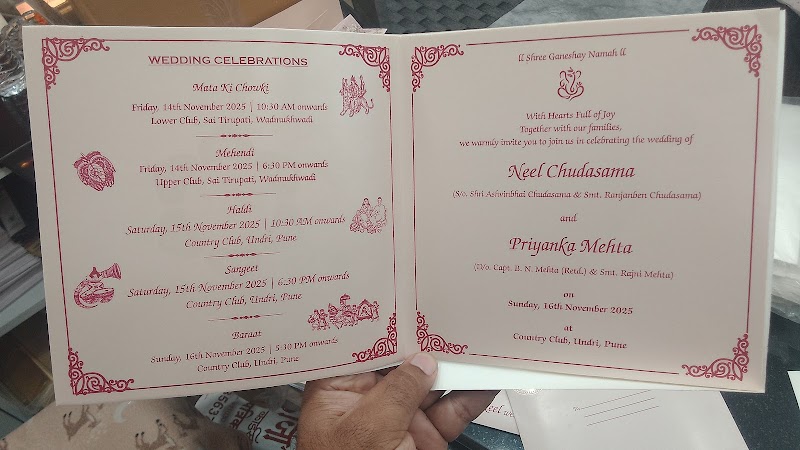 WEDDING CELEBRATIONS
Mata Ki Chowki
Friday, 14th November 2025 | 10:30 AM onwards
Lower Club, Sai Tirupati, Wadmukhwadi
Mehendi
Friday, 14th November 2025 | 6:30 PM onwards
Upper Club, Sai Tirupati, Wadmukhwadi
Haldi
Saturday, 15th November 2025 | 10:30 AM onwards
Country Club, Undri, Pune
Sangeet
Saturday, 15th November 2025 | 6:30 PM onwards
Country Club, Undri, Pune
Baraat
Sunday, 16th November 2025 | 5:30 PM onwards
Country Club, Undri, Pune
ll Shree Ganeshay Namah ll
With Hearts Full of Joy
Together with our families,
we warmly invite you to join us in celebrating the wedding of
Neel Chudasama
(S/o. Shri Aswinbhai Chudasama & Smt. Ranjanben Chudasama)
and
Priyanka Mehta
(D/o. Capt. B. N. Mehta (Retd.) & Smt. Rajni Mehta)
on
Sunday, 16th November 2025
at
Country Club, Undri, Pune